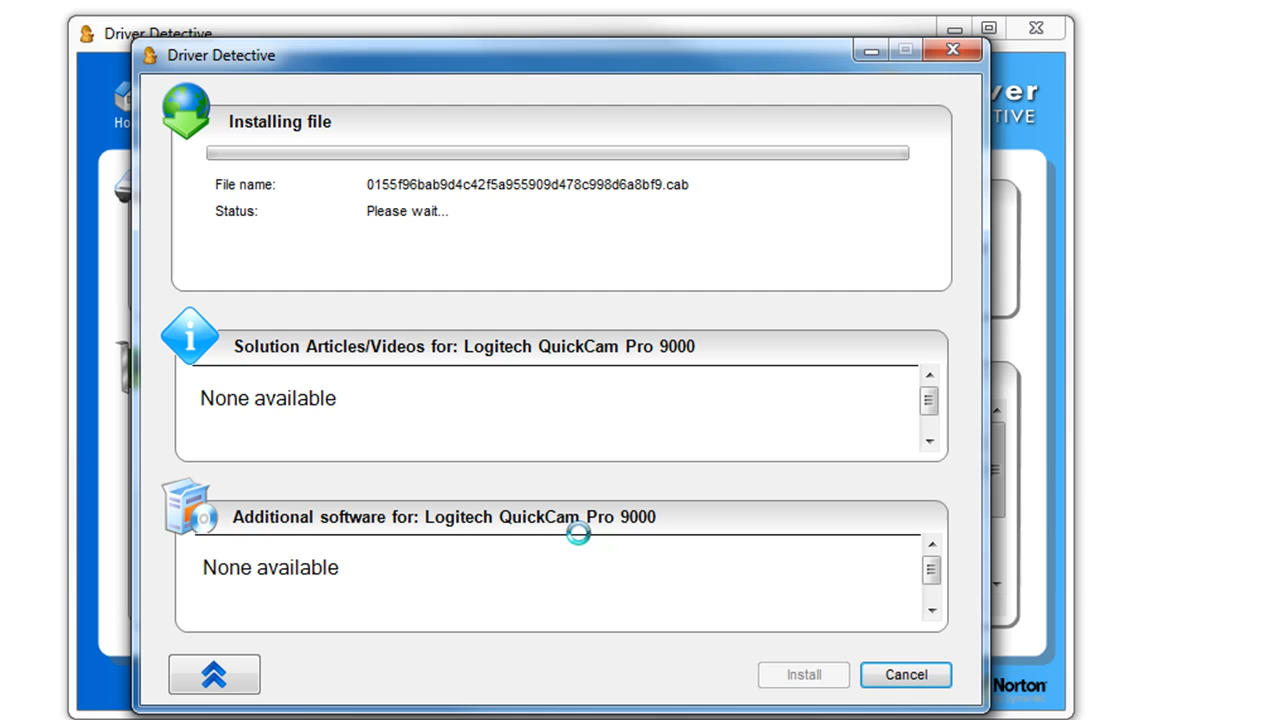 Driver Detective
Driver Detective
Installing file
File name: 0155f96bab9d4c42f5a955909d478c998d6a8bf9.cab
Status: Please wait...
Solution Articles/Videos for: Logitech QuickCam Pro 9000
None available
Additional software for: Logitech QuickCam Pro 9000
None available
Install Cancel
Norton